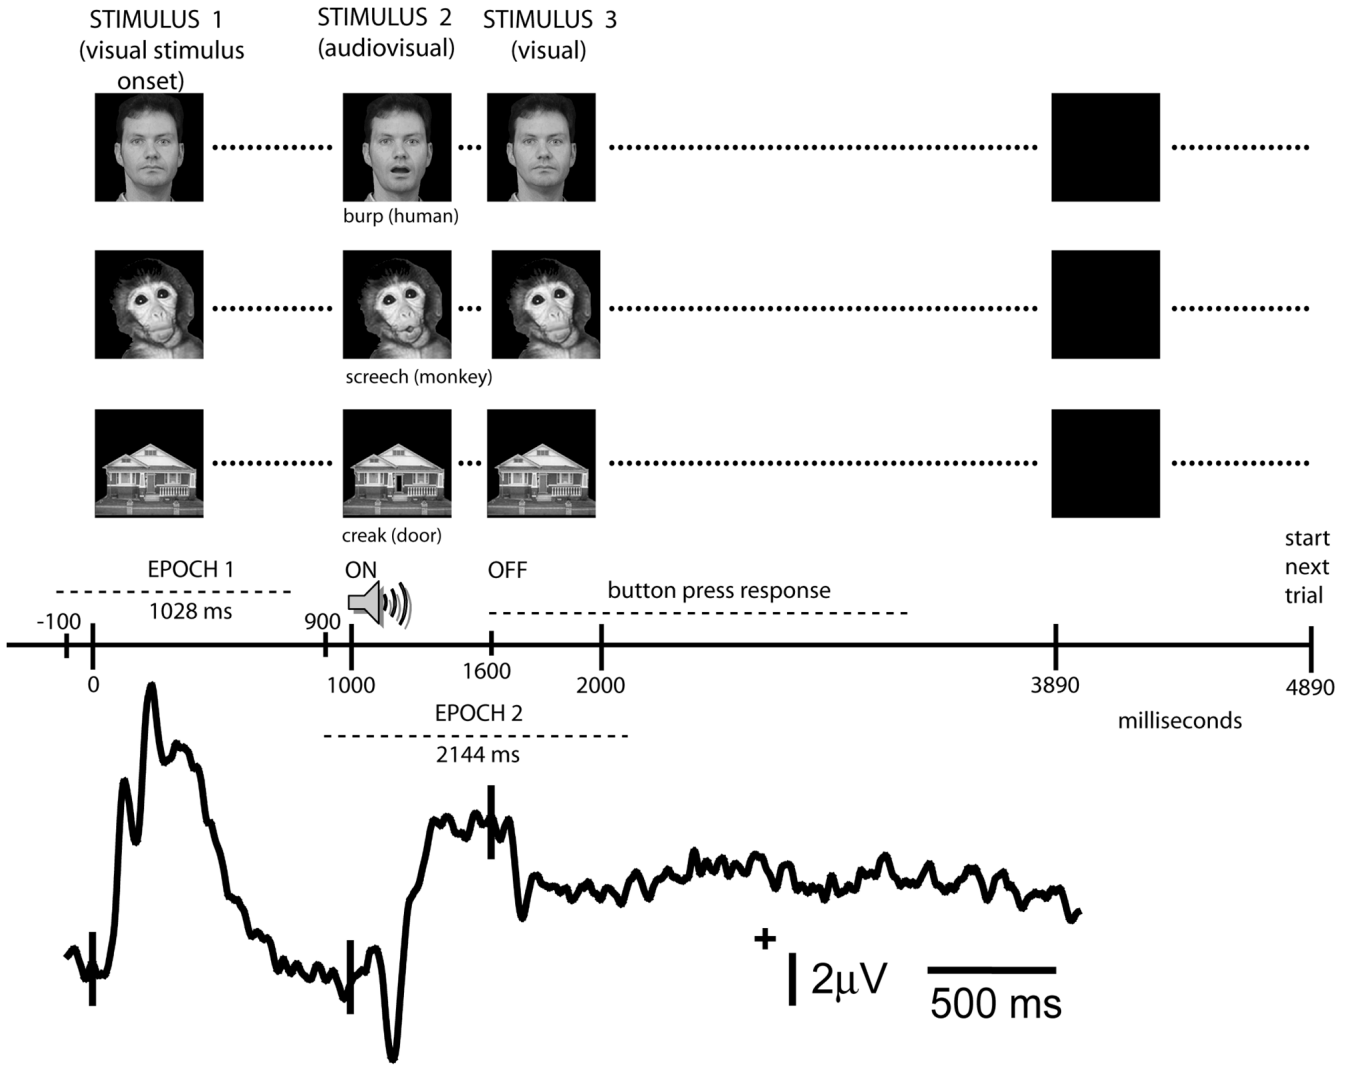 STIMULUS 1
(visual stimulus
onset)
STIMULUS 2
(audiovisual)
STIMULUS 3
(visual)
burp (human)
screech (monkey)
creak (door)
start
next
trial
EPOCH 1
1028 ms
ON
OFF
button press response
-100
900
0
1000
1600
2000
3890
4890
milliseconds
EPOCH 2
2144 ms
+
2μV
500 ms